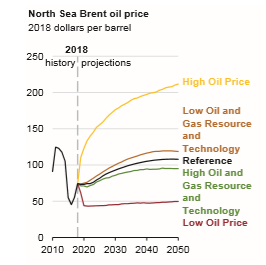 North Sea Brent oil price
2018 dollars per barrel
2018
history projections
250
200
150
100
50
0
2010 2020 2030 2040 2050
High Oil Price
Low Oil and
Gas Resource
and
Technology
Reference
High Oil and
Gas Resource
and
Technology
Low Oil Price